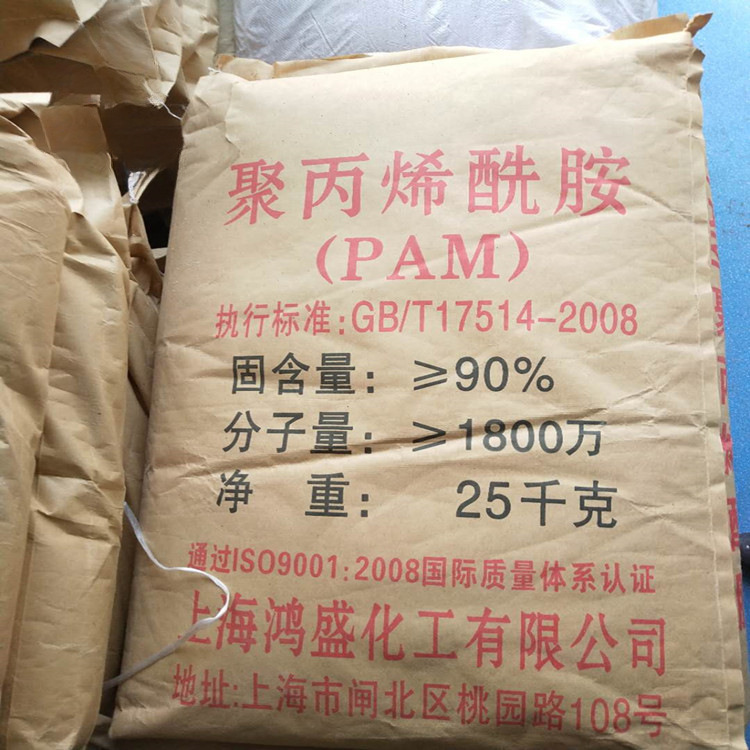 聚丙烯酰胺
(PAM)
执行标准:GB/T17514-2008
固含量: ≥90%
分子量: ≥1800万
净 重: 25千克
通过ISO9001:2008国际质量体系认证
上海鸿盛化工有限公司
地址:上海市闸北区桃园路108号